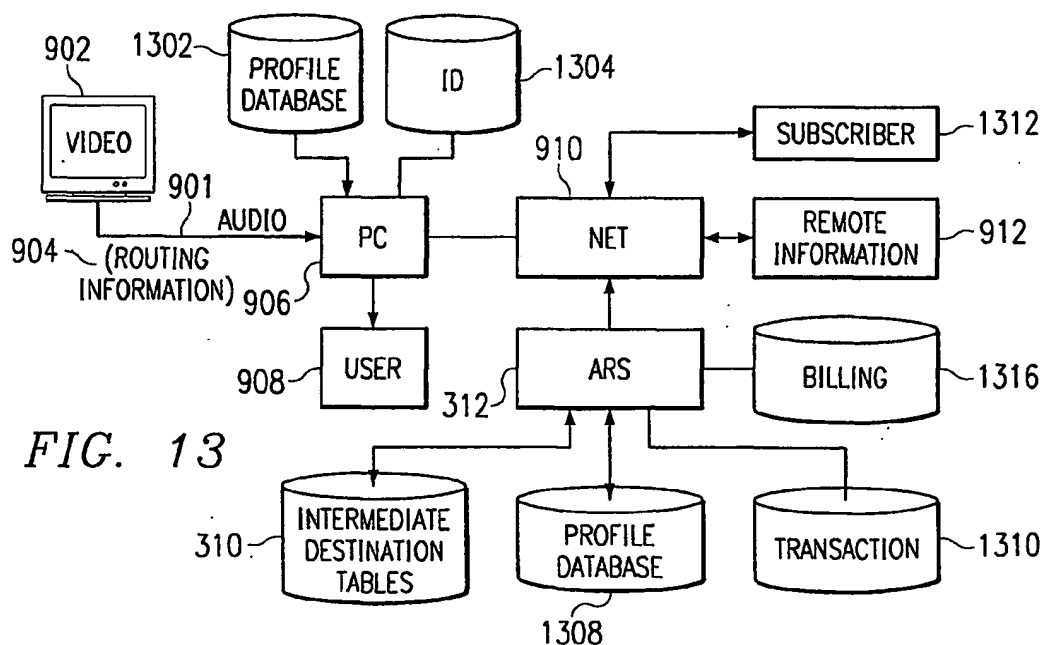 1302
902
PROFILE
DATABASE
ID
1304
VIDEO
910
SUBSCRIBER
1312
901
AUDIO
904
(ROUTING
INFORMATION)
PC
NET
REMOTE
INFORMATION
912
906
USER
908
ARS
312
BILLING
1316
FIG. 13
310
INTERMEDIATE
DESTINATION
TABLES
PROFILE
DATABASE
TRANSACTION
1310
1308